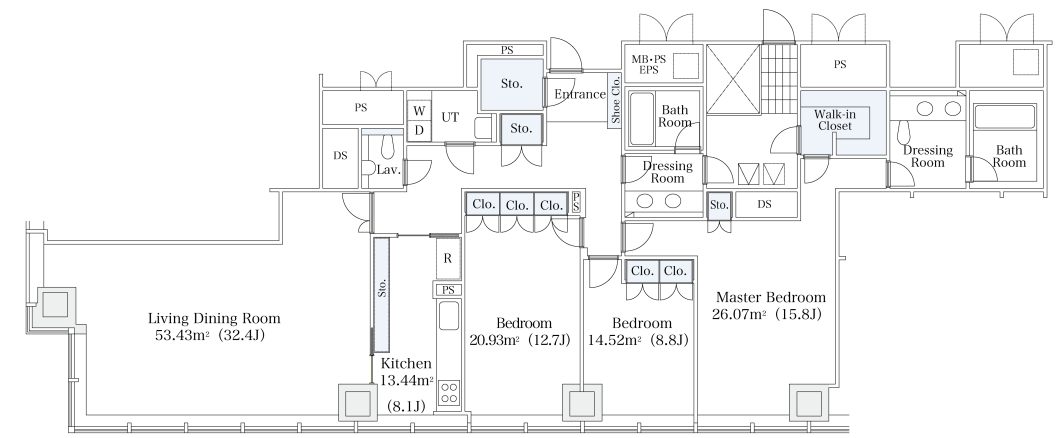 PS
MB・PS
EPS
PS
Sto.
Entrance
Shoe Clo.
PS
W
D
UT
Sto.
Bath
Room
Walk-in
Closet
DS
Lav.
Dressing
Room
Dressing
Room
Bath
Room
Clo.
Clo.
Clo.
P
S
Sto.
DS
R
Sto.
PS
Clo.
Clo.
Living Dining Room
53.43m² (32.4J)
Kitchen
13.44m²
(8.1J)
Bedroom
20.93m² (12.7J)
Bedroom
14.52m² (8.8J)
Master Bedroom
26.07m² (15.8J)